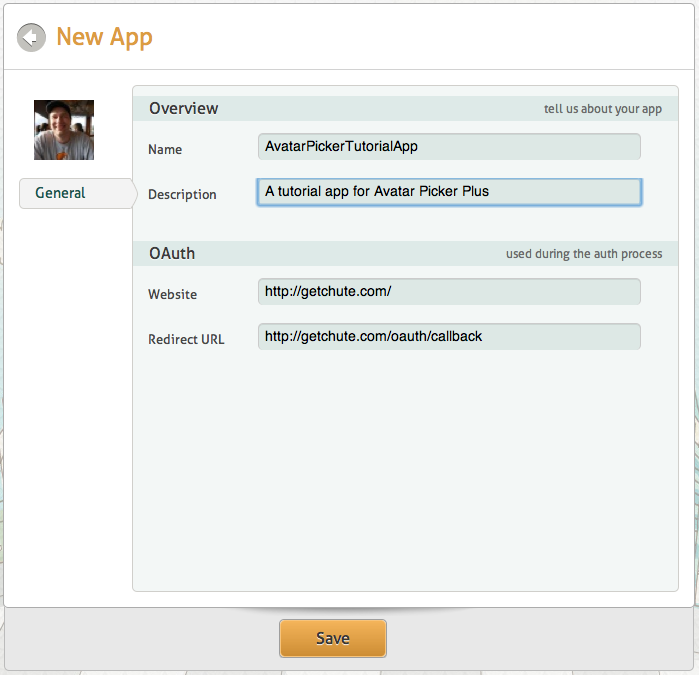 New App
Overview tell us about your app
Name AvatarPickerTutorialApp
General
Description A tutorial app for Avatar Picker Plus
OAuth used during the auth process
Website http://getchute.com/
Redirect URL http://getchute.com/oauth/callback
Save